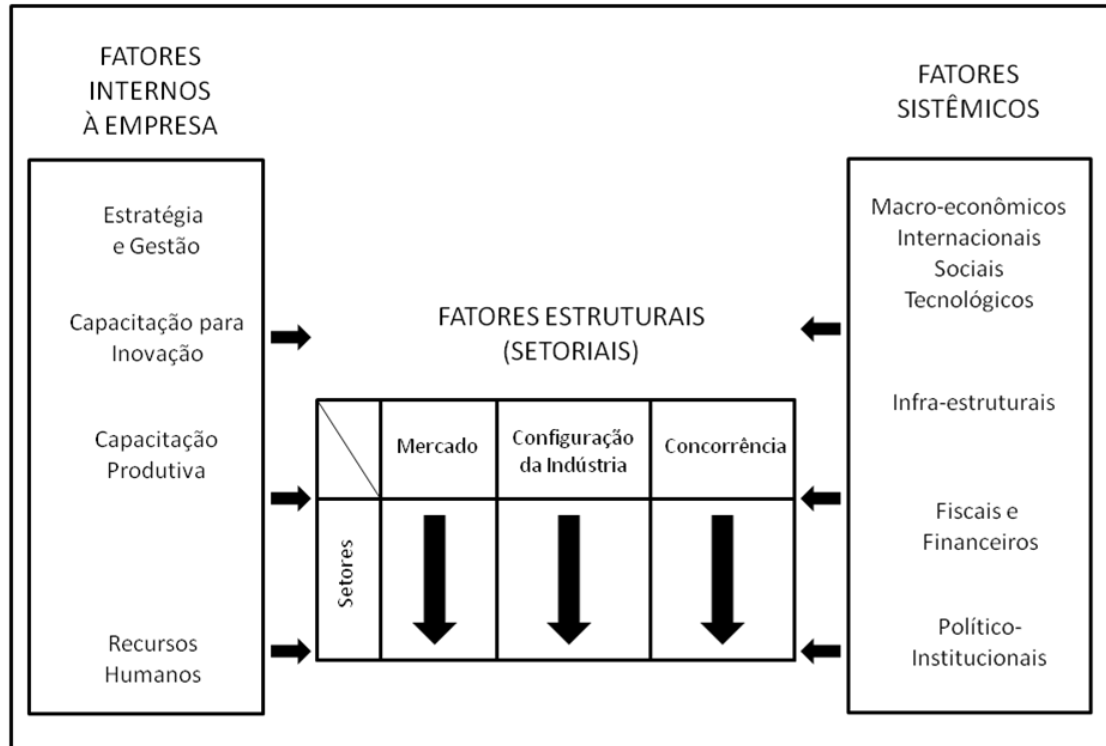 FATORES
INTERNOS
À EMPRESA
Estratégia
e Gestão
Capacitação para
Inovação
Capacitação
Produtiva
Recursos
Humanos
FATORES ESTRUTURAIS
(SETORIAIS)
Mercado
Configuração
da Indústria
Concorrência
Setores
FATORES
SISTÊMICOS
Macro-econômicos
Internacionais
Sociais
Tecnológicos
Infra-estruturais
Fiscais e
Financeiros
Político-
Institucionais